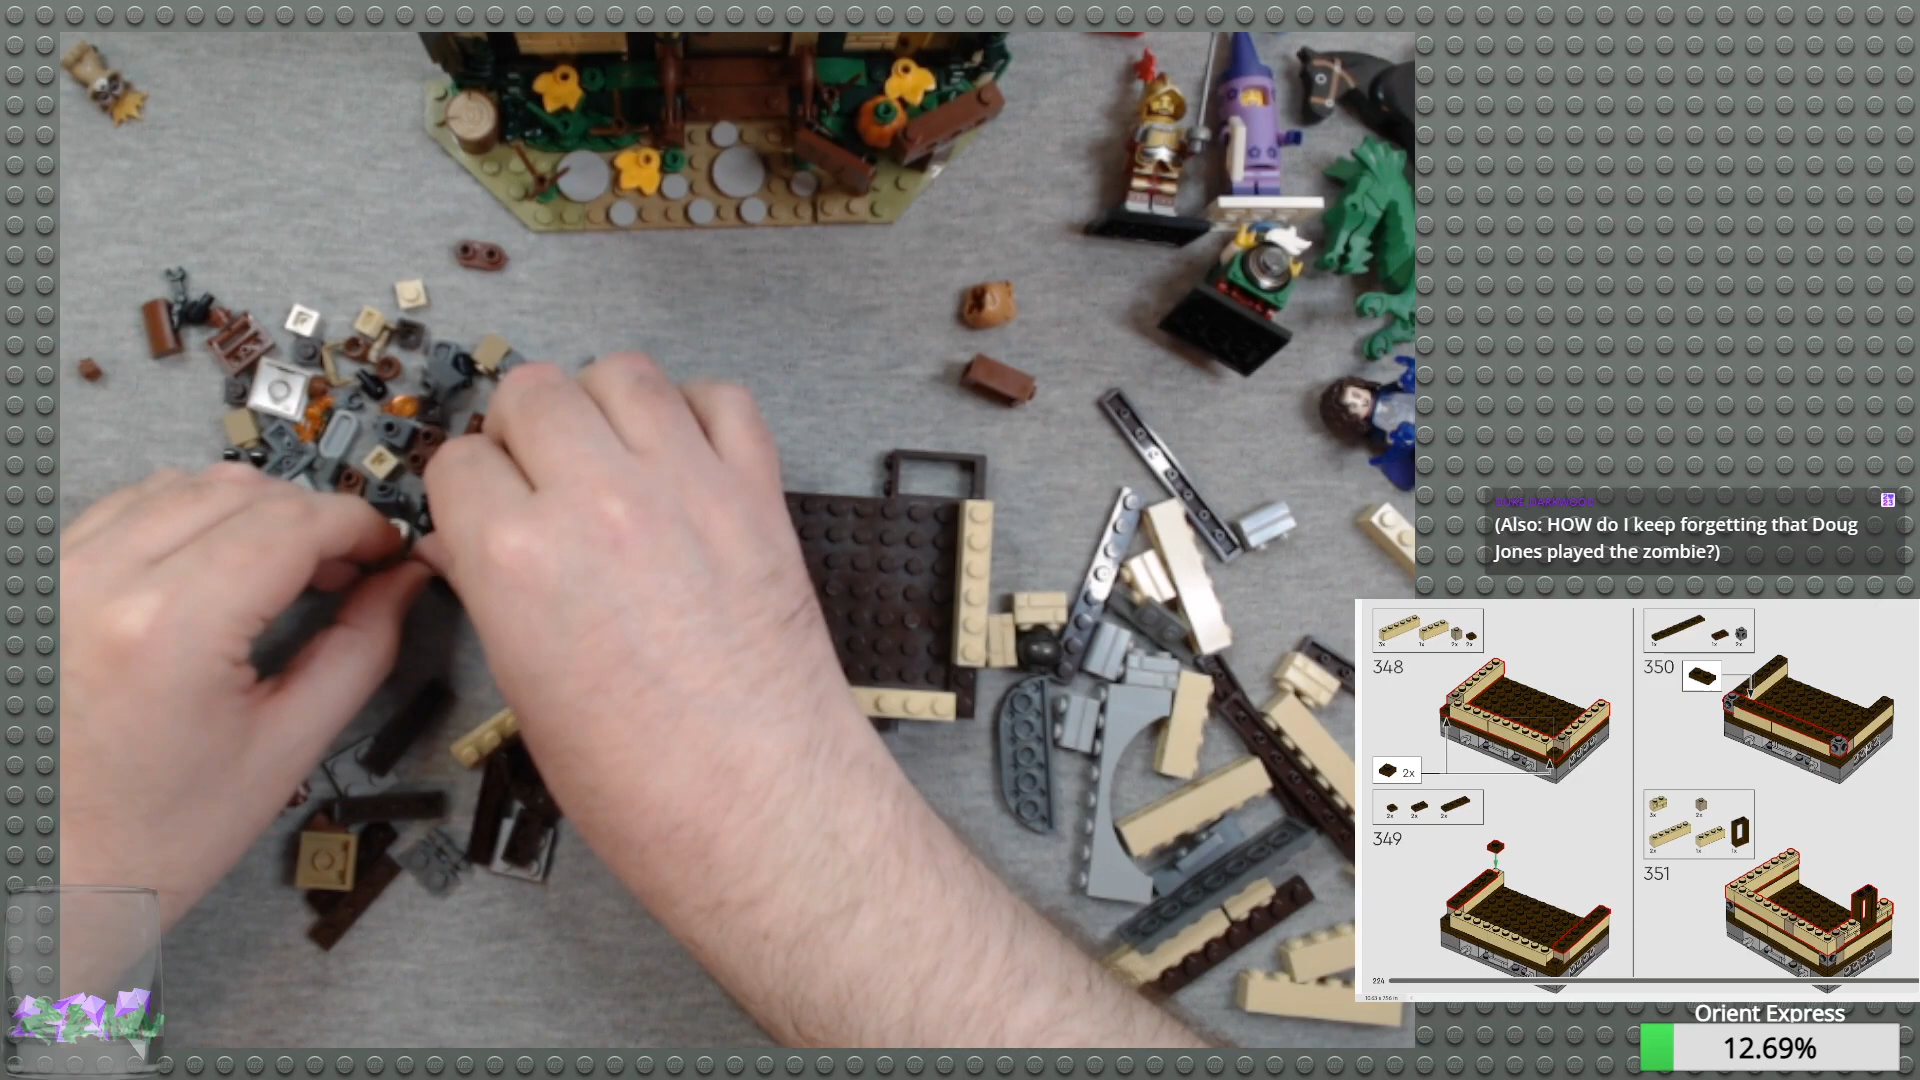 (Also: HOW do I keep forgetting that Doug
Jones played the zombie?)
348
350
2x
349
351
224
Orient Express
12.69%